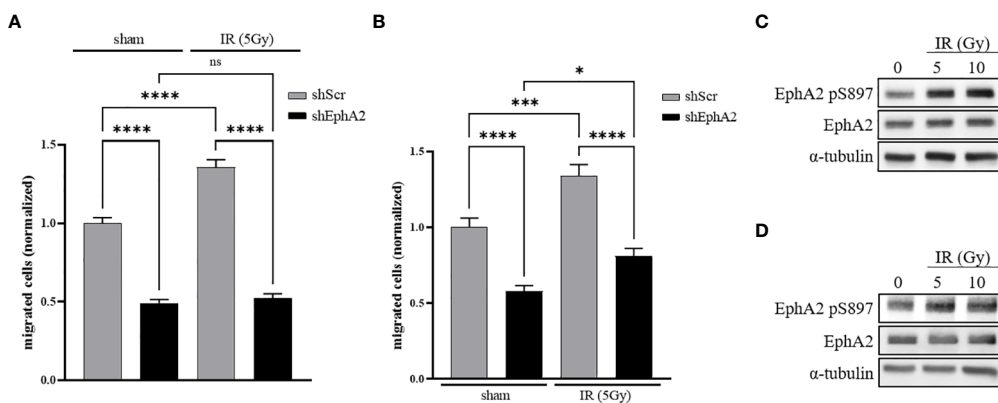 A
sham IR (5Gy)
ns
****
**** ****
shScr
shEphA2
migrated cells (normalized)
1.5
1.0
0.5
0.0
B
*
***
**** ****
shScr
shEphA2
migrated cells (normalized)
1.5
1.0
0.5
0.0
sham IR (5Gy)
C
IR (Gy)
0 5 10
EphA2 pS897
EphA2
α-tubulin
D
IR (Gy)
0 5 10
EphA2 pS897
EphA2
α-tubulin